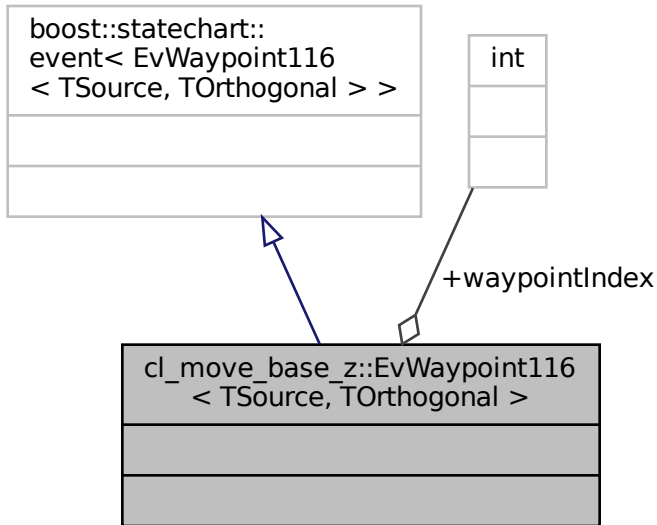 boost::statechart::
event< EvWaypoint116
< TSource, TOrthogonal > >
int
+waypointIndex
cl_move_base_z::EvWaypoint116
< TSource, TOrthogonal >